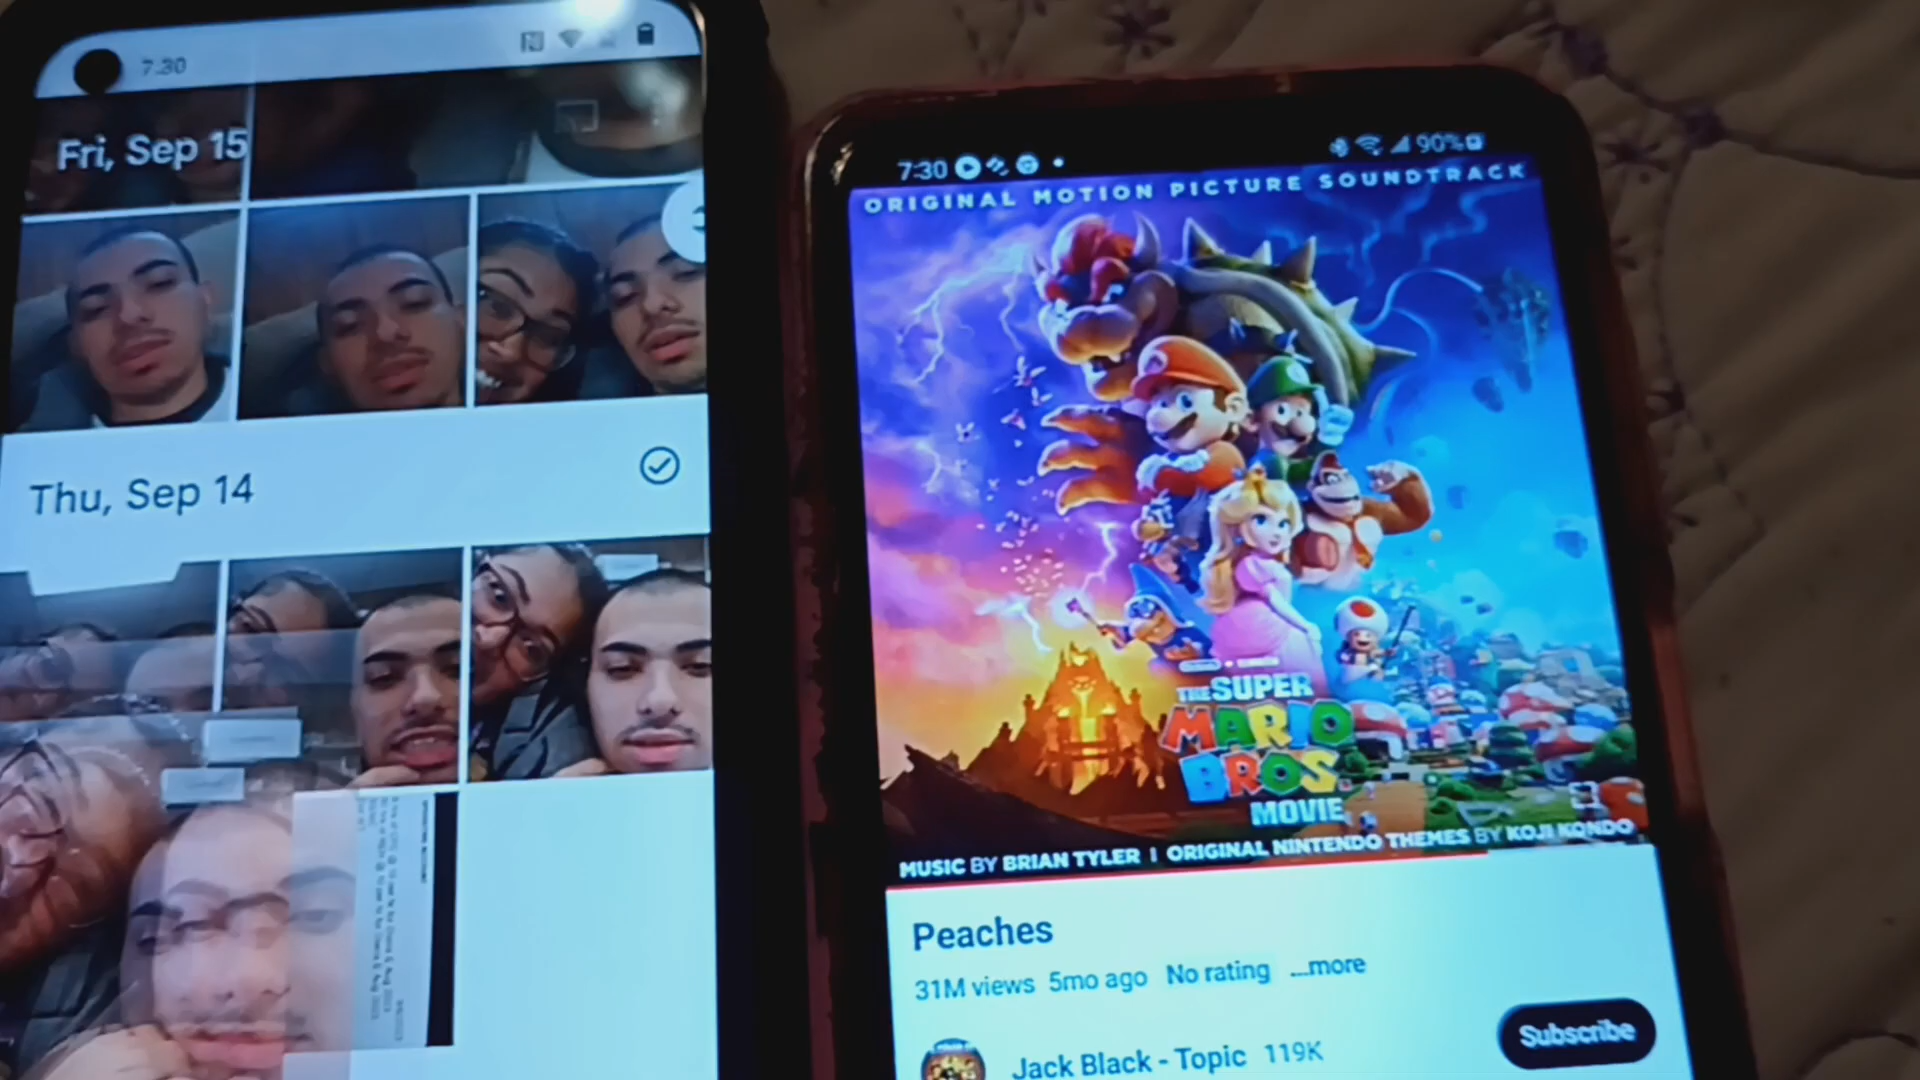 7:30
Fri, Sep 15
Thu, Sep 14
7:30
90%
ORIGINAL MOTION PICTURE SOUNDTRACK
THE SUPER
MARIO
BROS.
MOVIE
MUSIC BY BRIAN TYLER | ORIGINAL NINTENDO THEMES BY KOJI KONDO
Peaches
31M views 5mo ago No rating ...more
Jack Black - Topic 119K
Subscribe